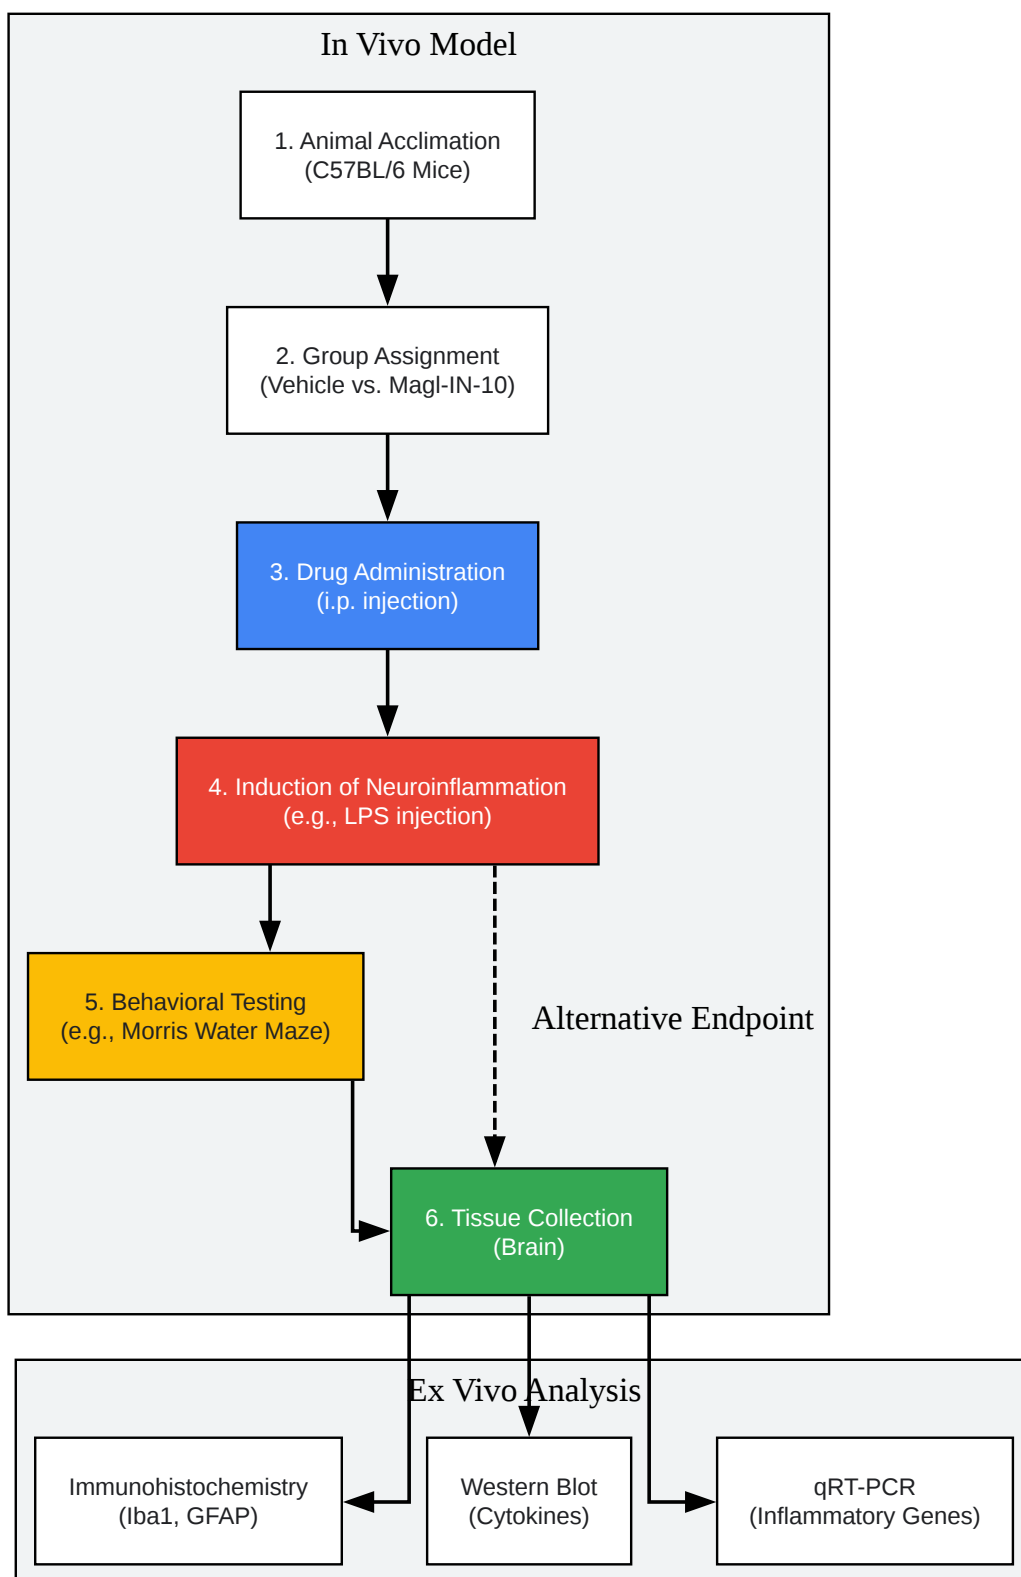 In Vivo Model
1. Animal Acclimation
(C57BL/6 Mice)
2. Group Assignment
(Vehicle vs. Magl-IN-10)
3. Drug Administration
(i.p. injection)
4. Induction of Neuroinflammation
(e.g., LPS injection)
5. Behavioral Testing
(e.g., Morris Water Maze)
Alternative Endpoint
6. Tissue Collection
(Brain)
Ex Vivo Analysis
Immunohistochemistry
(Iba1, GFAP)
Western Blot
(Cytokines)
qRT-PCR
(Inflammatory Genes)